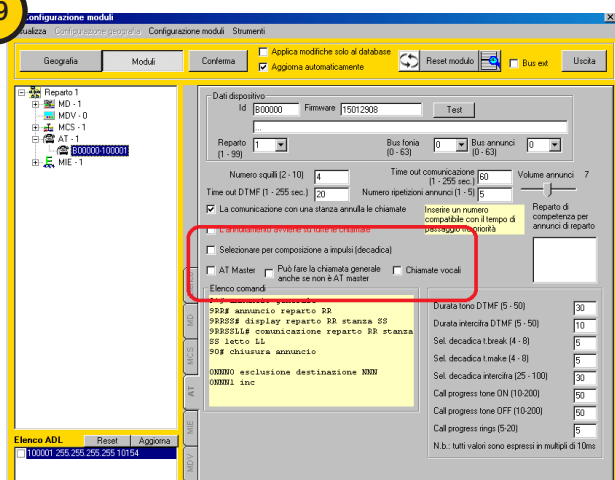 9
Configurazione moduli
Visualizza Configurazione geografia Configurazione moduli Strumenti
Geografia Moduli Conferma Applica modifiche solo al database
Aggiorna automaticamente Reset modulo Bus ext Uscita
Reparto 1
MD - 1
MDV - 0
MCS - 1
AT - 1
B00000-100001
MIE - 1
Dati dispositivo
Id B00000 Firmware 15012908 Test
...
Reparto (1 - 99) 1 Bus fonia (0 - 63) 0 Bus annunci (0 - 63) 0
Numero squilli (2 - 10) 4 Time out comunicazione (1 - 255 sec.) 60 Volume annunci 7
Time out DTMF (1 - 255 sec.) 20 Numero ripetizioni annunci (1 - 5) 5
La comunicazione con una stanza annulla le chiamate
Inserire un numero compatibile con il tempo di passaggio tra priorità
Reparto di competenza per annunci di reparto
L'annullamento avviene su tutte le chiamate
Selezionare per composizione a impulsi (decadica)
AT Master Può fare la chiamata generale anche se non è AT master Chiamate vocali
Elenco comandi
annuncio generale
9RR# annuncio reparto RR
9RRSS# display reparto RR stanza SS
9RRSSLL# comunicazione reparto RR stanza
SS letto LL
90# chiusura annuncio
0NNN0 esclusione destinazione NNN
0NNN1 inc
Durata tono DTMF (5 - 50) 30
Durata intercifra DTMF (5 - 50) 10
Sel. decadica t.break (4 - 8) 5
Sel. decadica t.make (4 - 8) 5
Sel. decadica intercifra (25 - 100) 30
Call progress tone ON (10-200) 50
Call progress tone OFF (10-200) 50
Call progress rings (5-20) 5
N.b.: tutti valori sono espressi in multipli di 10ms
MD
MCS
AT
MIE
MDV
Elenco ADL Reset Aggiorna
100001 255.255.255.255 10154